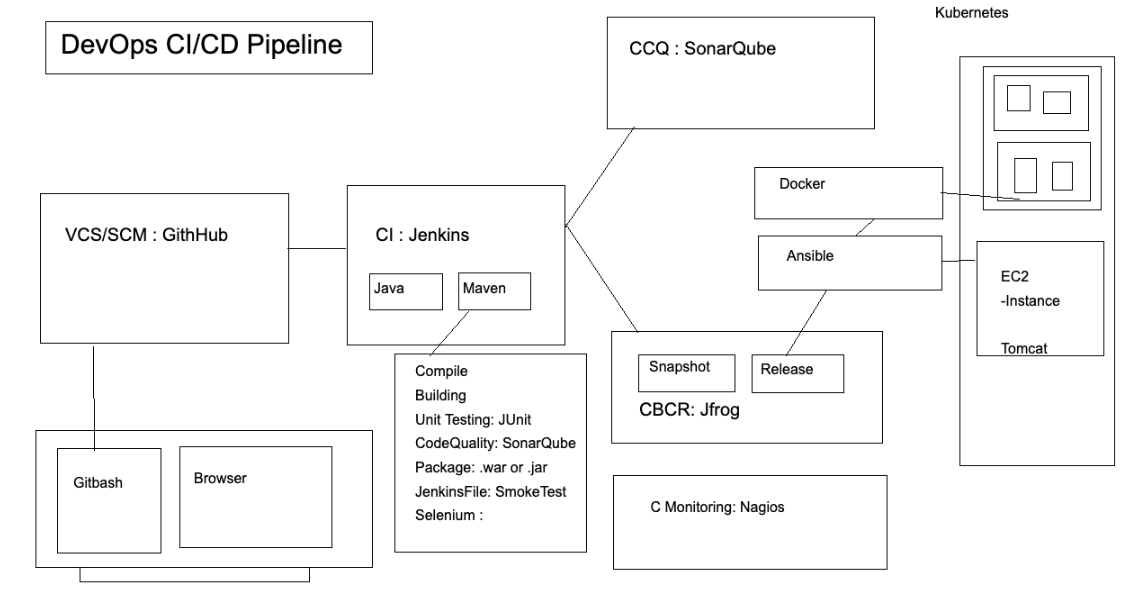 DevOps CI/CD Pipeline
Kubernetes
CCQ : SonarQube
VCS/SCM : GithHub
CI : Jenkins
Java
Maven
Docker
Ansible
EC2
-Instance
Tomcat
Compile
Building
Unit Testing: JUnit
CodeQuality: SonarQube
Package: .war or .jar
JenkinsFile: SmokeTest
Selenium :
Snapshot
Release
CBCR: Jfrog
Gitbash
Browser
C Monitoring: Nagios